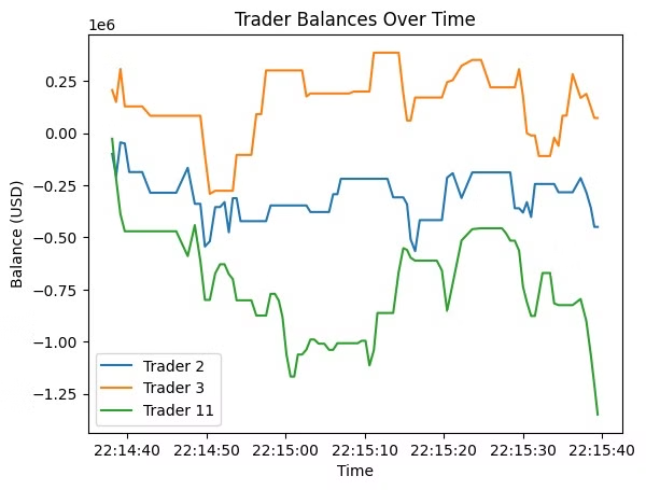 Trader Balances Over Time
1e6
0.25
0.00
−0.25
−0.50
−0.75
−1.00
−1.25
Balance (USD)
Trader 2
Trader 3
Trader 11
22:14:40 22:14:50 22:15:00 22:15:10 22:15:20 22:15:30 22:15:40
Time